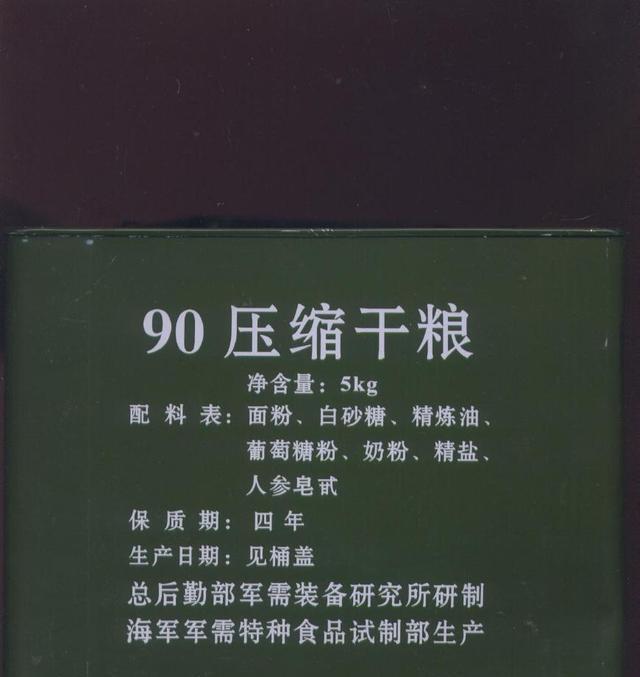 90 压缩干粮
净含量：5kg
配 料 表：面粉、白砂糖、精炼油、
葡萄糖粉、奶粉、精盐、
人参皂甙
保 质 期：四 年
生产日期：见桶盖
总后勤部军需装备研究所研制
海军军需特种食品试制部生产